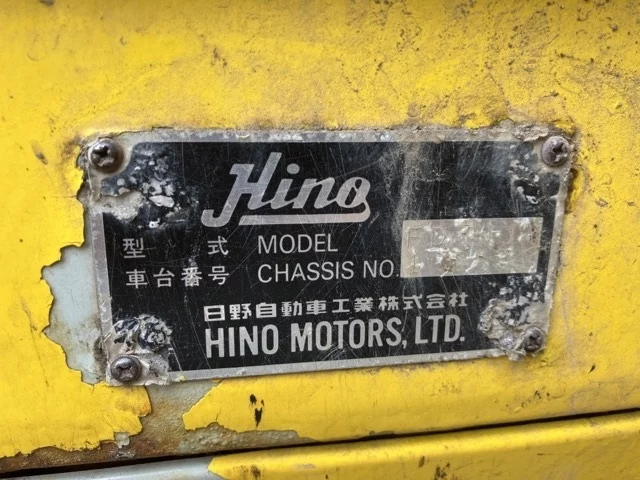 Hino
型 式 MODEL
車台番号 CHASSIS NO.
日野自動車工業株式会社
HINO MOTORS, LTD.